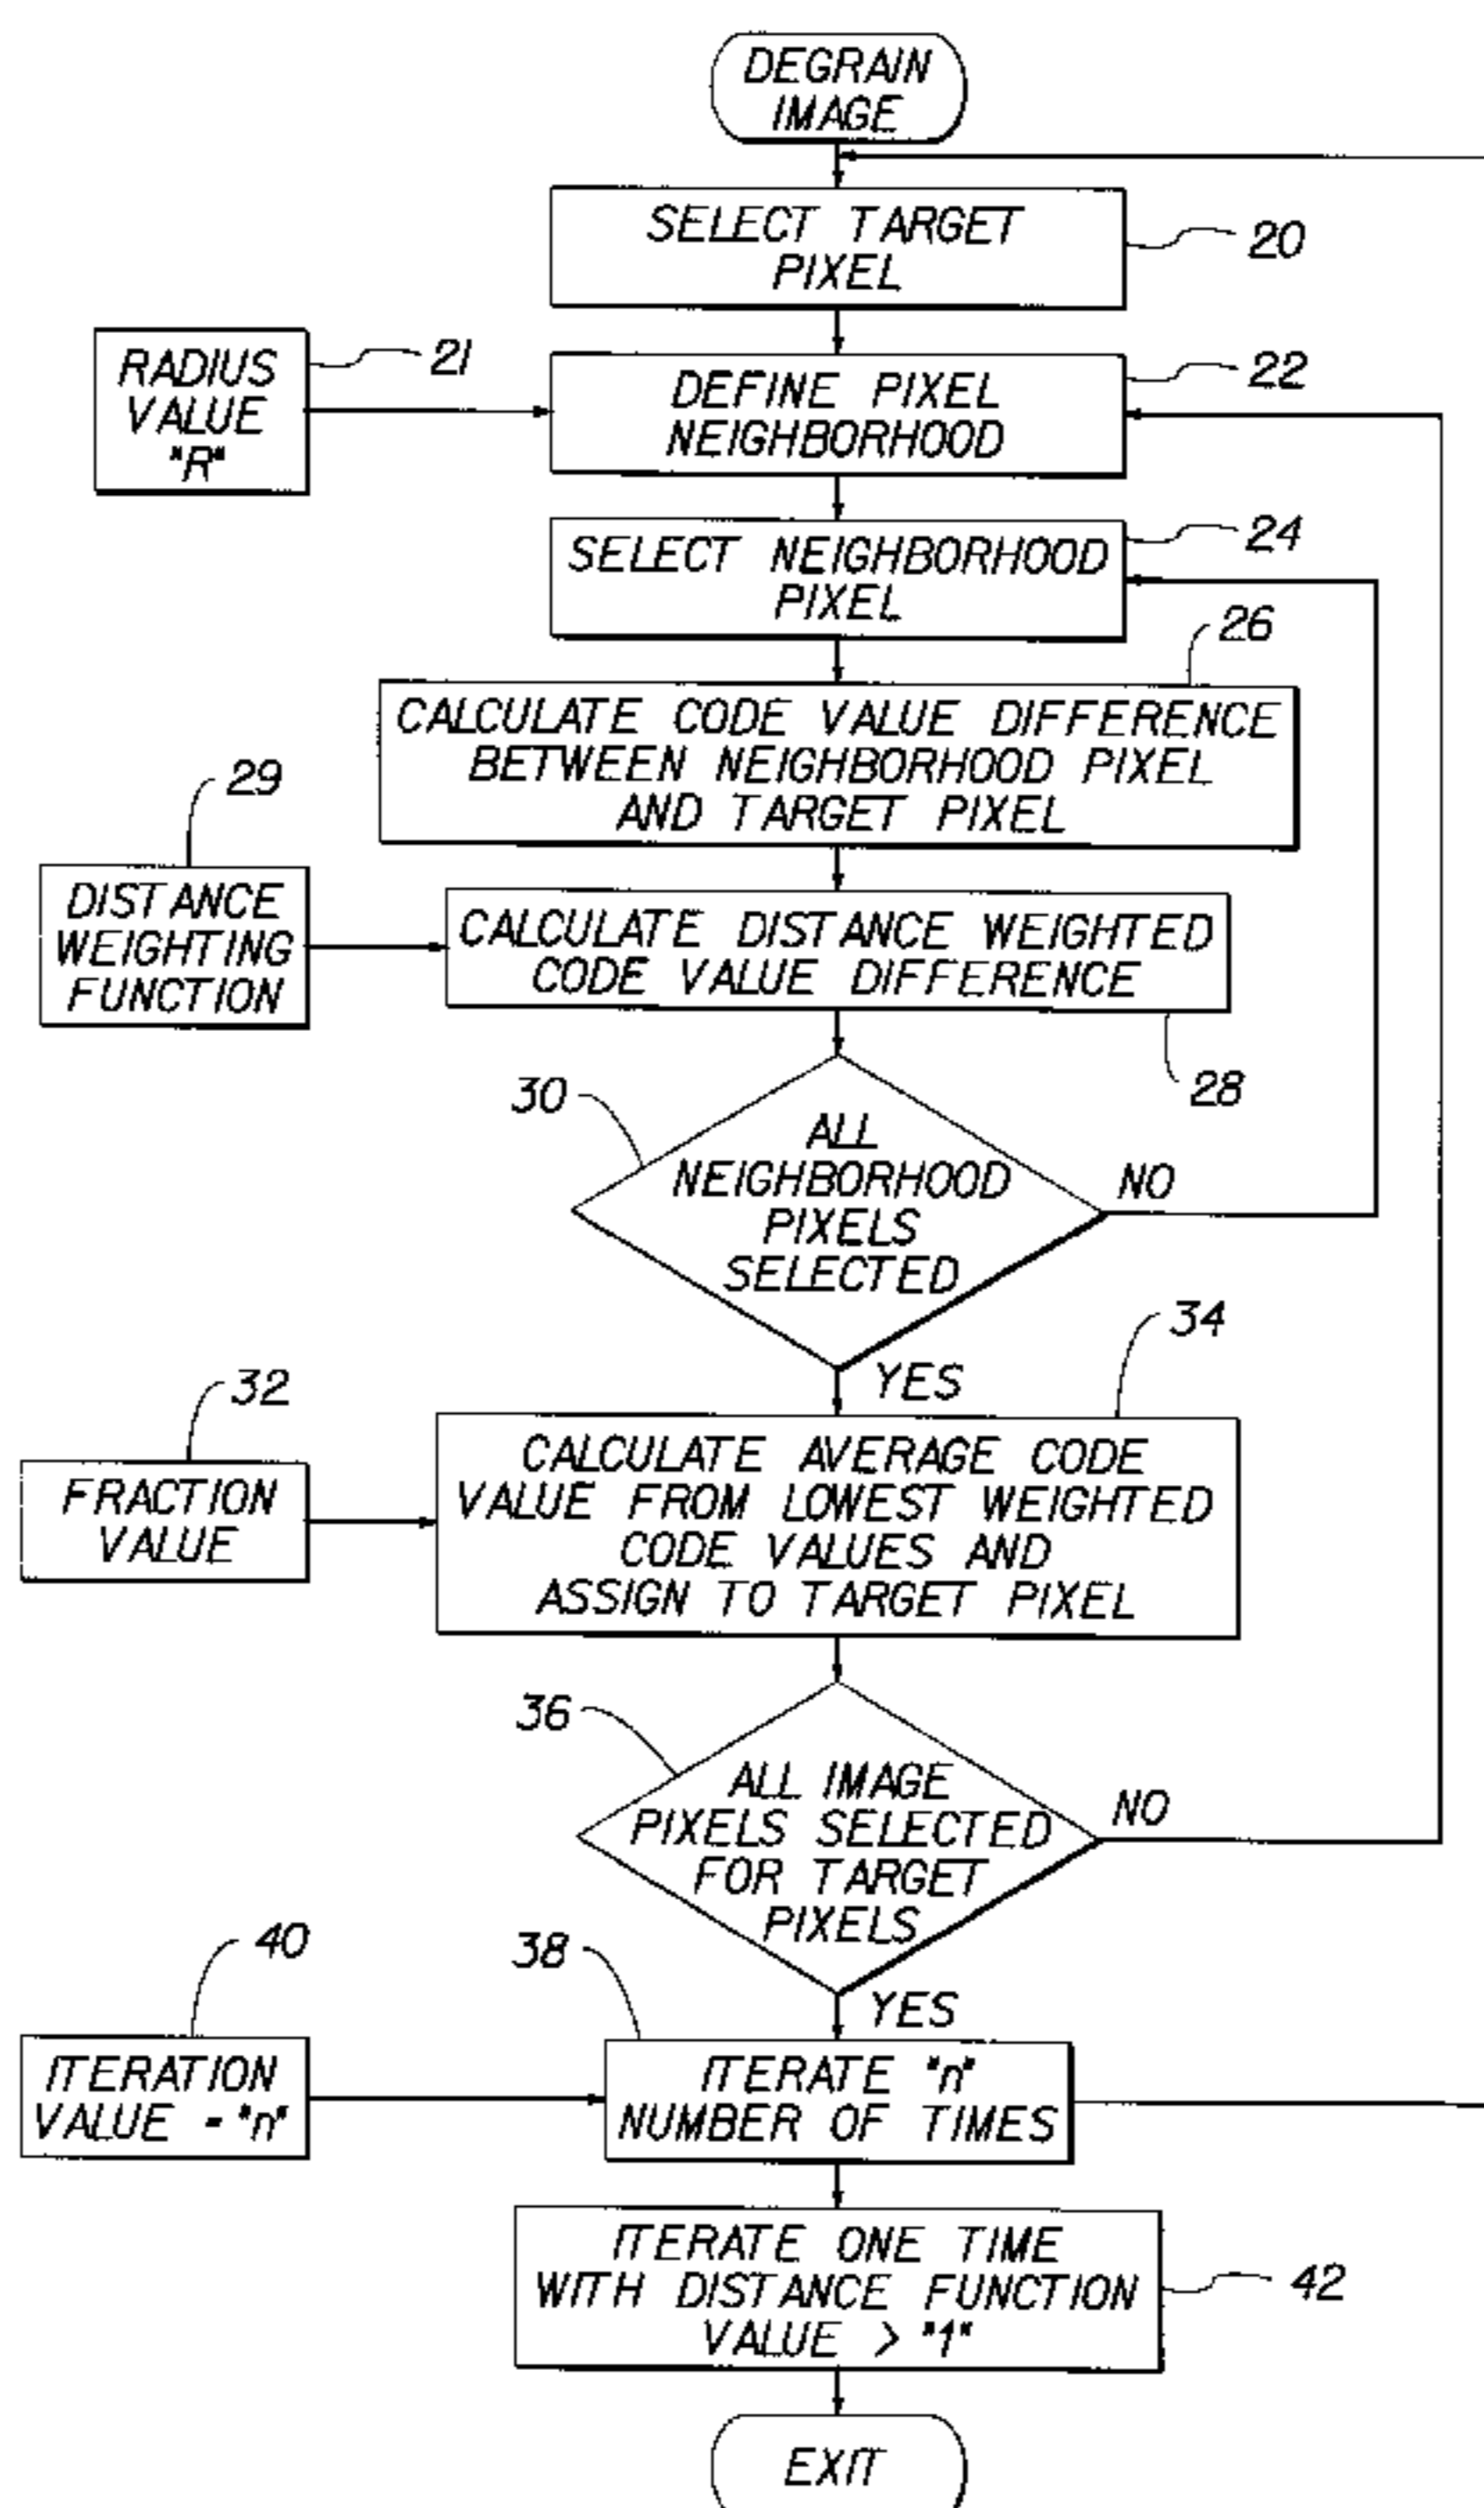 DEGRAIN
IMAGE
SELECT TARGET
PIXEL
20
RADIUS
VALUE
"R"
21
DEFINE PIXEL
NEIGHBORHOOD
22
SELECT NEIGHBORHOOD
PIXEL
24
26
CALCULATE CODE VALUE DIFFERENCE
BETWEEN NEIGHBORHOOD PIXEL
AND TARGET PIXEL
29
DISTANCE
WEIGHTING
FUNCTION
CALCULATE DISTANCE WEIGHTED
CODE VALUE DIFFERENCE
28
30
ALL
NEIGHBORHOOD
PIXELS
SELECTED
NO
YES
34
32
FRACTION
VALUE
CALCULATE AVERAGE CODE
VALUE FROM LOWEST WEIGHTED
CODE VALUES AND
ASSIGN TO TARGET PIXEL
36
ALL IMAGE
PIXELS SELECTED
FOR TARGET
PIXELS
NO
YES
40
38
ITERATION
VALUE = "n"
ITERATE "n"
NUMBER OF TIMES
ITERATE ONE TIME
WITH DISTANCE FUNCTION
VALUE > "1"
42
EXIT